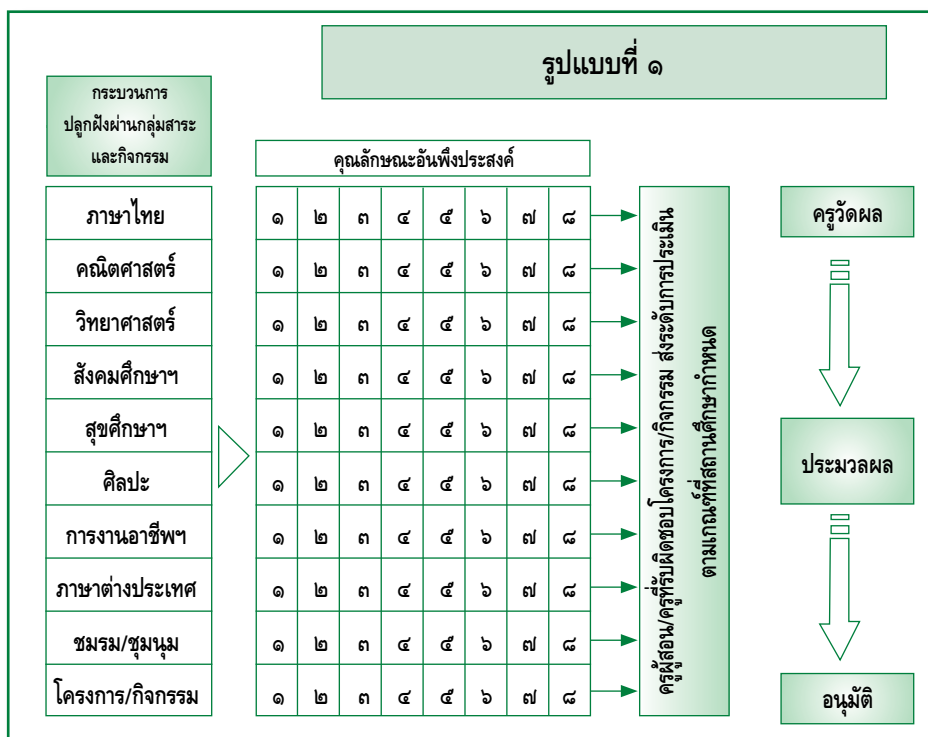 รูปแบบที่ ๑
กระบวนการ
ปลูกฝังผ่านกลุ่มสาระ
และกิจกรรม
คุณลักษณะอันพึงประสงค์
ภาษาไทย ๑ ๒ ๓ ๔ ๕ ๖ ๗ ๘
คณิตศาสตร์ ๑ ๒ ๓ ๔ ๕ ๖ ๗ ๘
วิทยาศาสตร์ ๑ ๒ ๓ ๔ ๕ ๖ ๗ ๘
สังคมศึกษาฯ ๑ ๒ ๓ ๔ ๕ ๖ ๗ ๘
สุขศึกษาฯ ๑ ๒ ๓ ๔ ๕ ๖ ๗ ๘
ศิลปะ ๑ ๒ ๓ ๔ ๕ ๖ ๗ ๘
การงานอาชีพฯ ๑ ๒ ๓ ๔ ๕ ๖ ๗ ๘
ภาษาต่างประเทศ ๑ ๒ ๓ ๔ ๕ ๖ ๗ ๘
ชมรม/ชุมนุม ๑ ๒ ๓ ๔ ๕ ๖ ๗ ๘
โครงการ/กิจกรรม ๑ ๒ ๓ ๔ ๕ ๖ ๗ ๘
ครูผู้สอน/ครูที่รับผิดชอบโครงการ/กิจกรรม ส่งระดับการประเมิน
ตามเกณฑ์ที่สถานศึกษากำหนด
ครูวัดผล
ประมวลผล
อนุมัติ